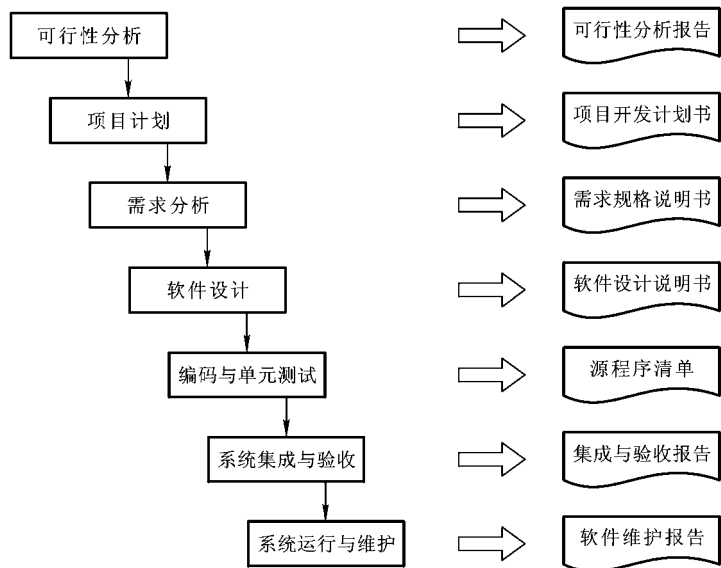 可行性分析
可行性分析报告
项目计划
项目开发计划书
需求分析
需求规格说明书
软件设计
软件设计说明书
编码与单元测试
源程序清单
系统集成与验收
集成与验收报告
系统运行与维护
软件维护报告